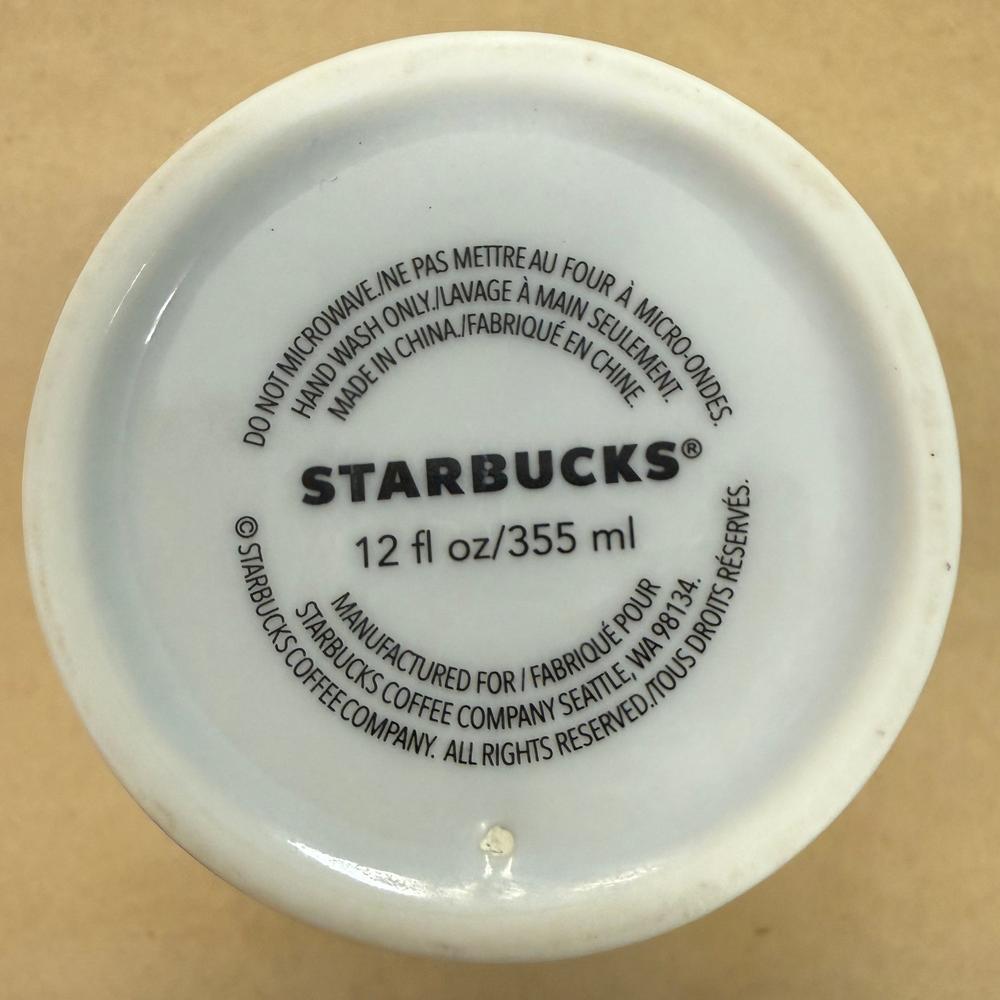 DO NOT MICROWAVE./NE PAS METTRE AU FOUR À MICRO-ONDES.
HAND WASH ONLY./LAVAGE À MAIN SEULEMENT.
MADE IN CHINA./FABRIQUÉ EN CHINE.
STARBUCKS®
12 fl oz/355 ml
MANUFACTURED FOR / FABRIQUÉ POUR
STARBUCKS COFFEE COMPANY SEATTLE, WA 98134.
© STARBUCKS COFFEE COMPANY. ALL RIGHTS RESERVED./TOUS DROITS RÉSERVÉS.